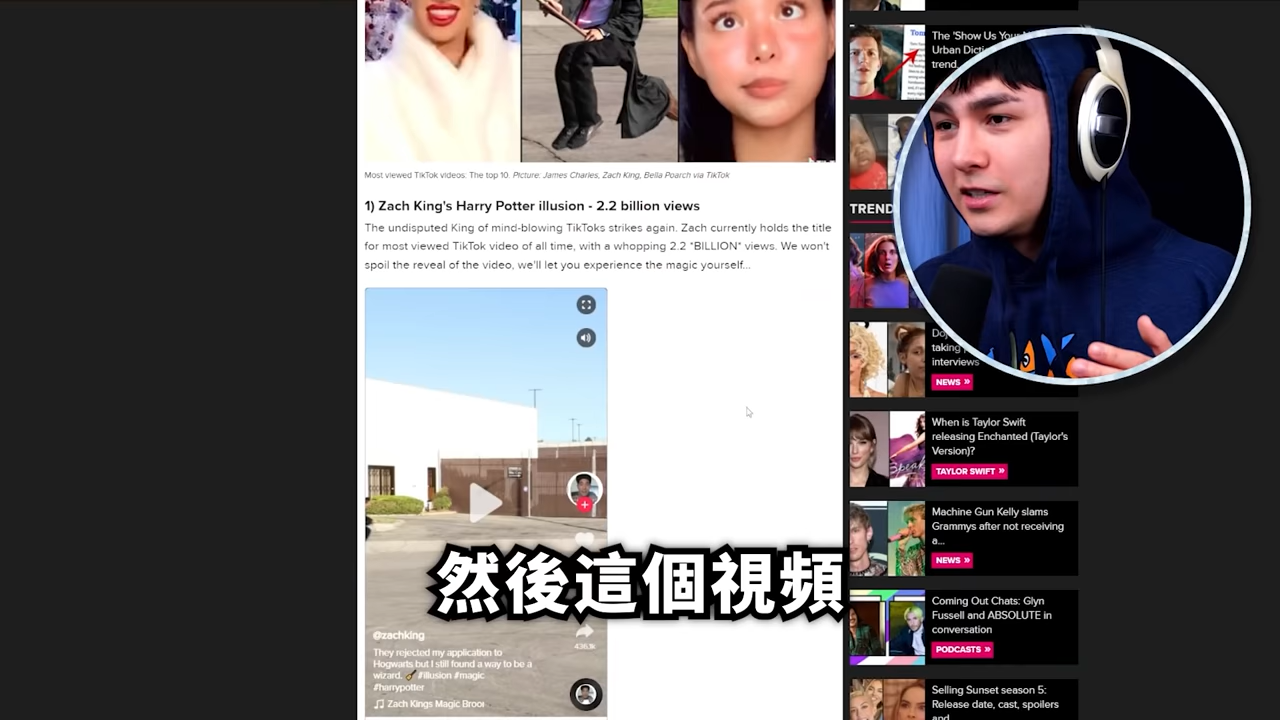 Most viewed TikTok videos: The top 10. Picture: James Charles, Zach King, Bella Poarch via TikTok
1) Zach King's Harry Potter illusion - 2.2 billion views
The undisputed King of mind-blowing TikToks strikes again. Zach currently holds the title
for most viewed TikTok video of all time, with a whopping 2.2 *BILLION* views. We won't
spoil the reveal of the video, we'll let you experience the magic yourself...
然後這個視頻
@zachking
They rejected my application to
Hogwarts but I still found a way to be a
wizard. 🧹#illusion #magic
#harrypotter
Zach Kings Magic Broo
The 'Show Us Your
Urban
trend
TREND
taking
interviews
NEWS »
When is Taylor Swift
releasing Enchanted (Taylor's
Version)?
TAYLOR SWIFT »
Machine Gun Kelly slams
Grammys after not receiving
a...
NEWS »
Coming Out Chats: Glyn
Fussell and ABSOLUTE in
conversation
PODCASTS »
Selling Sunset season 5:
Release date, cast, spoilers
and